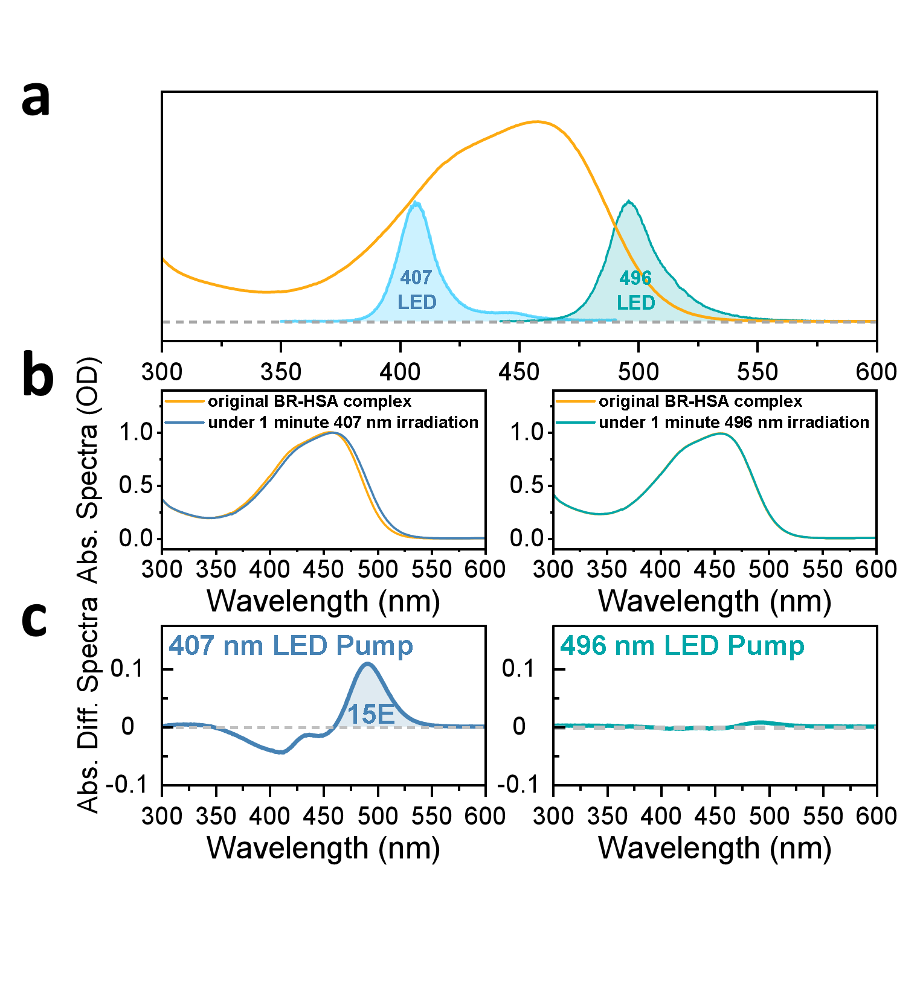 a
407
LED
496
LED
300 350 400 450 500 550 600
b
Abs. Spectra (OD)
original BR-HSA complex
under 1 minute 407 nm irradiation
1.0
0.5
0.0
300 350 400 450 500 550 600
Wavelength (nm)
original BR-HSA complex
under 1 minute 496 nm irradiation
1.0
0.5
0.0
300 350 400 450 500 550 600
Wavelength (nm)
c
Abs. Diff. Spectra
407 nm LED Pump
15E
0.1
0
-0.1
300 350 400 450 500 550 600
Wavelength (nm)
496 nm LED Pump
0.1
0
-0.1
300 350 400 450 500 550 600
Wavelength (nm)